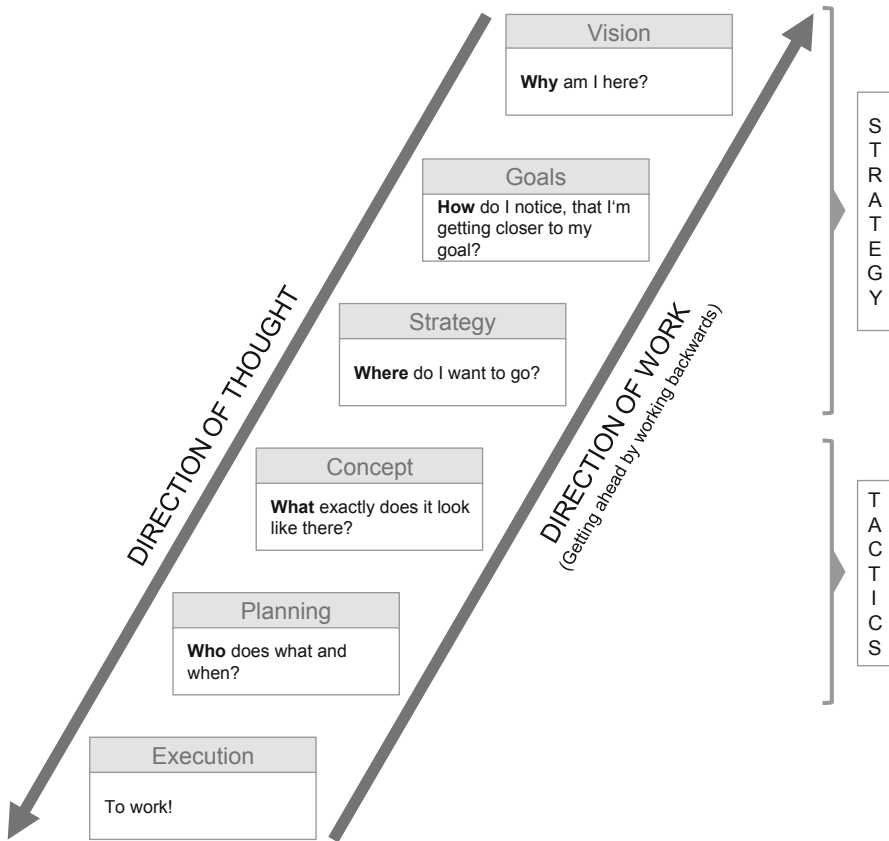 Vision
Why am I here?
Goals
How do I notice, that I'm
getting closer to my
goal?
Strategy
Where do I want to go?
Concept
What exactly does it look
like there?
Planning
Who does what and
when?
Execution
To work!
DIRECTION OF THOUGHT
DIRECTION OF WORK
(Getting ahead by working backwards)
S
T
R
A
T
E
G
Y
T
A
C
T
I
C
S